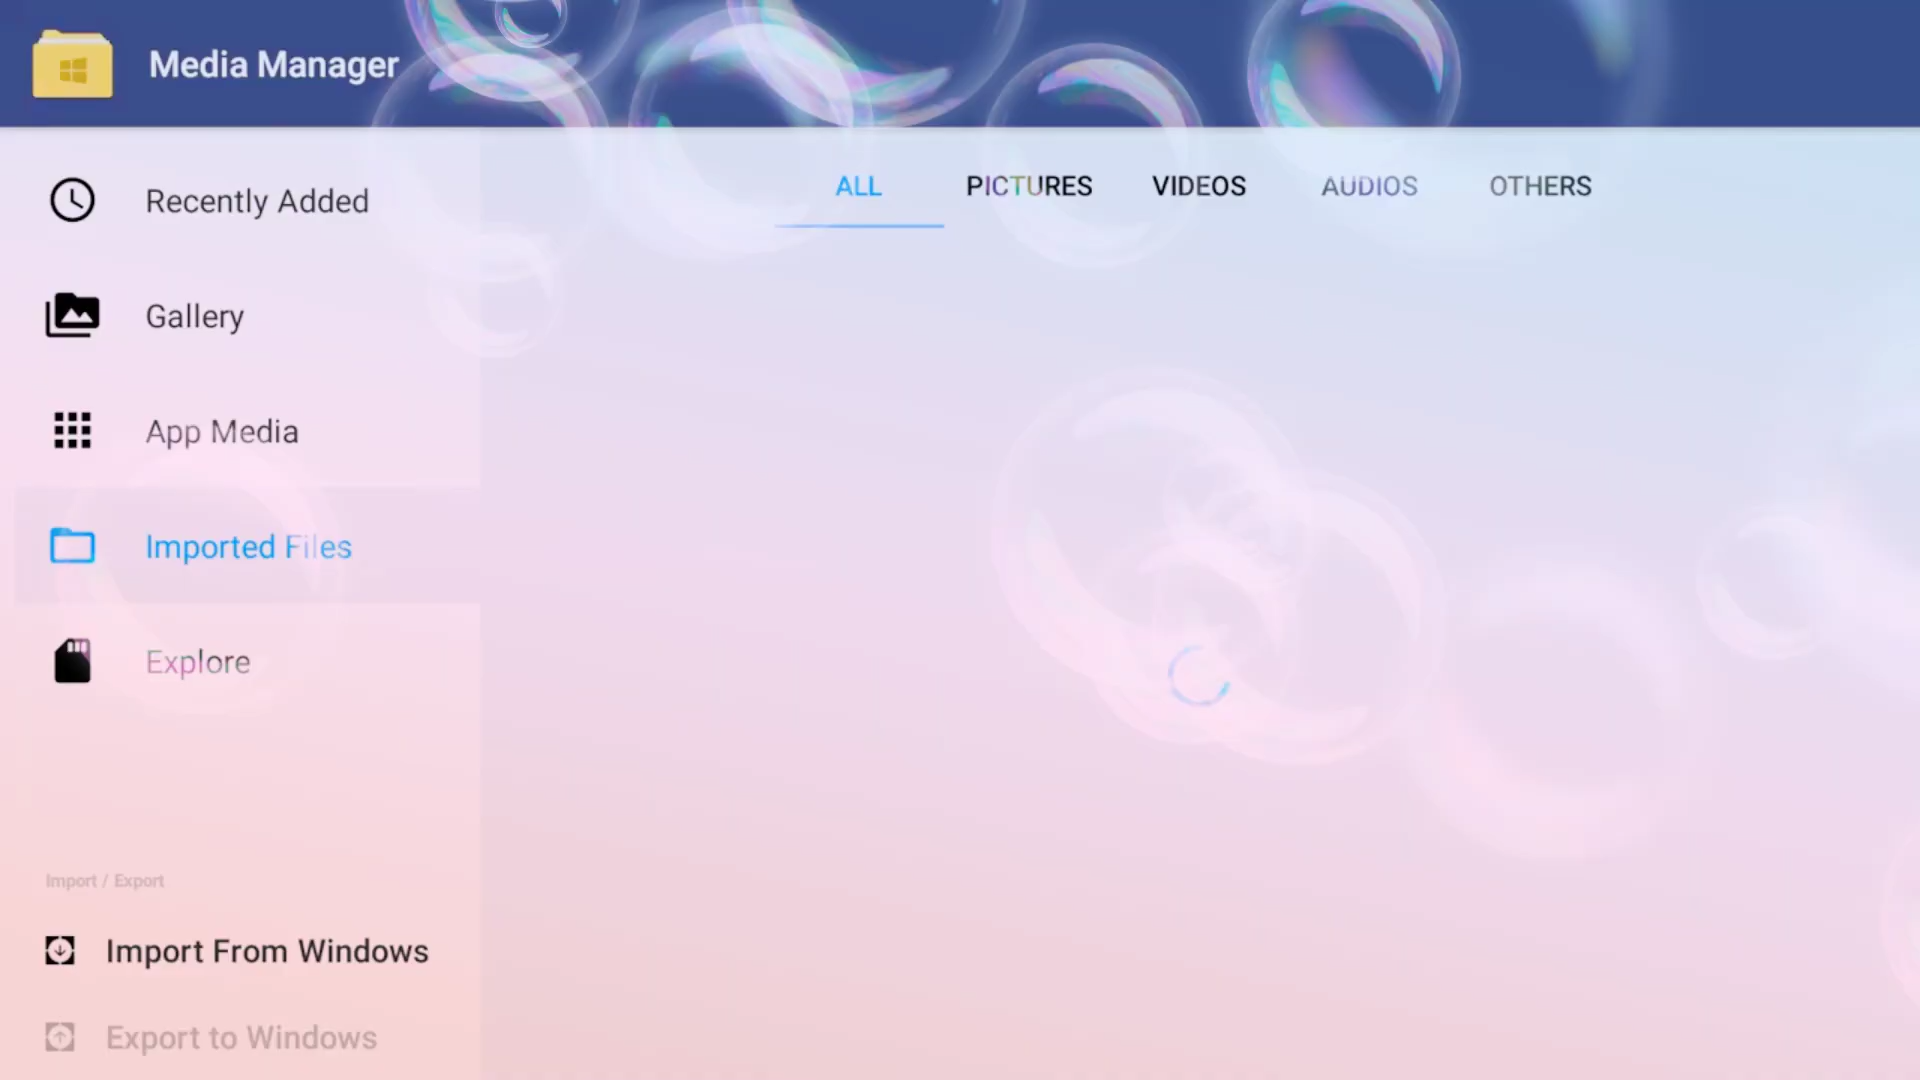 Media Manager
Recently Added
Gallery
App Media
Imported Files
Explore
Import / Export
Import From Windows
Export to Windows
ALL
PICTURES
VIDEOS
AUDIOS
OTHERS